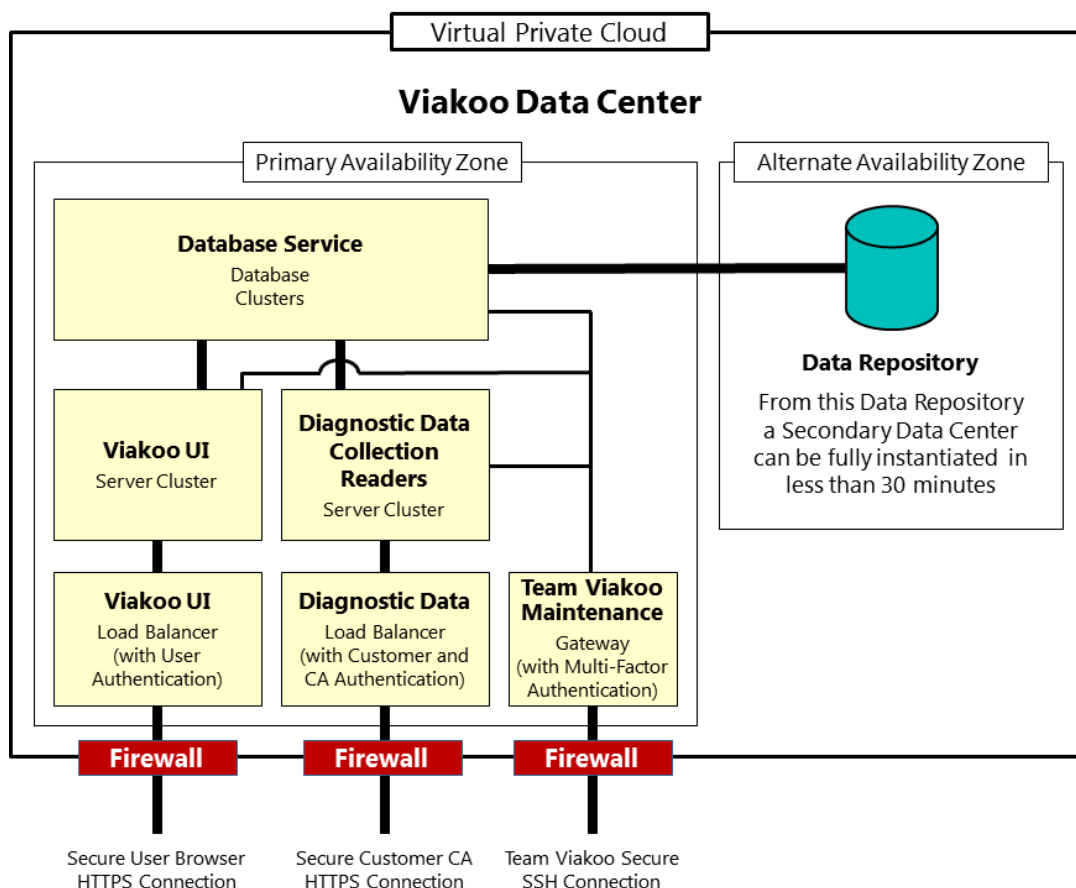 Virtual Private Cloud
Viakoo Data Center
Primary Availability Zone
Alternate Availability Zone
Database Service
Database
Clusters
Data Repository
From this Data Repository
a Secondary Data Center
can be fully instantiated in
less than 30 minutes
Viakoo UI
Server Cluster
Diagnostic Data
Collection
Readers
Server Cluster
Viakoo UI
Load Balancer
(with User
Authentication)
Diagnostic Data
Load Balancer
(with Customer and
CA Authentication)
Team Viakoo
Maintenance
Gateway
(with Multi-Factor
Authentication)
Firewall
Firewall
Firewall
Secure User Browser
HTTPS Connection
Secure Customer CA
HTTPS Connection
Team Viakoo Secure
SSH Connection